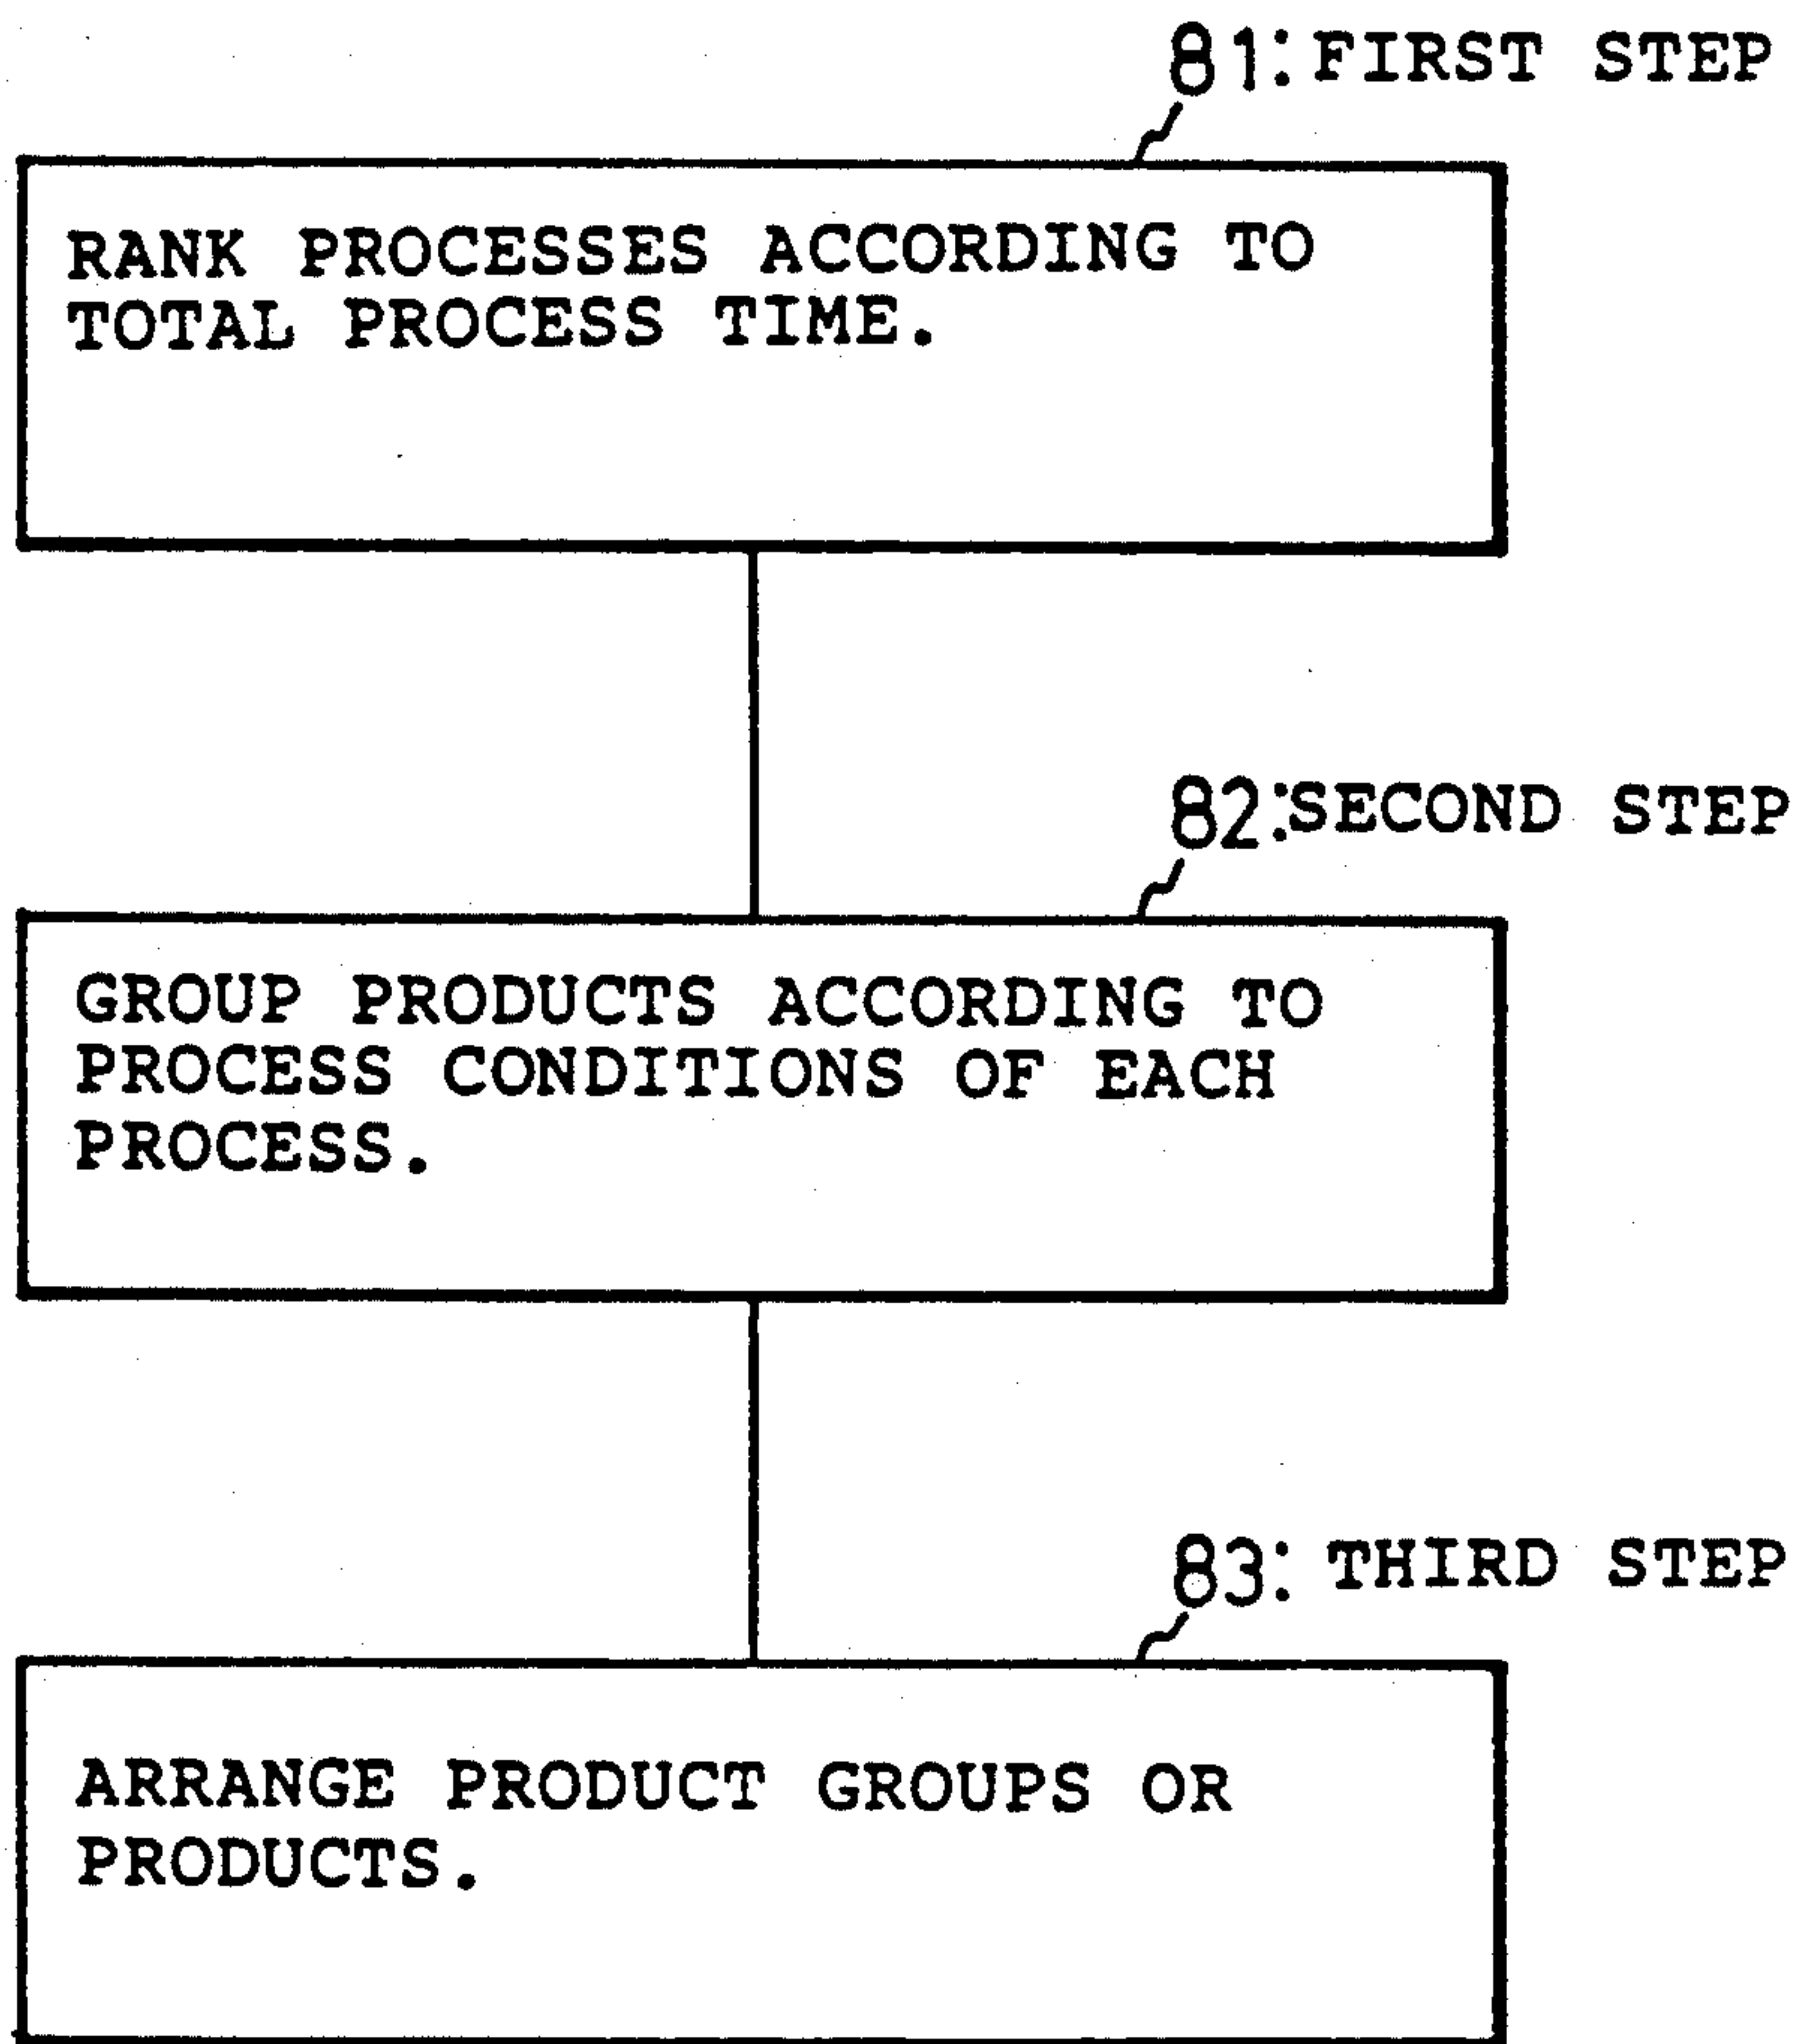 81: FIRST STEP
RANK PROCESSES ACCORDING TO
TOTAL PROCESS TIME.
82:SECOND STEP
GROUP PRODUCTS ACCORDING TO
PROCESS CONDITIONS OF EACH
PROCESS.
83: THIRD STEP
ARRANGE PRODUCT GROUPS OR
PRODUCTS.